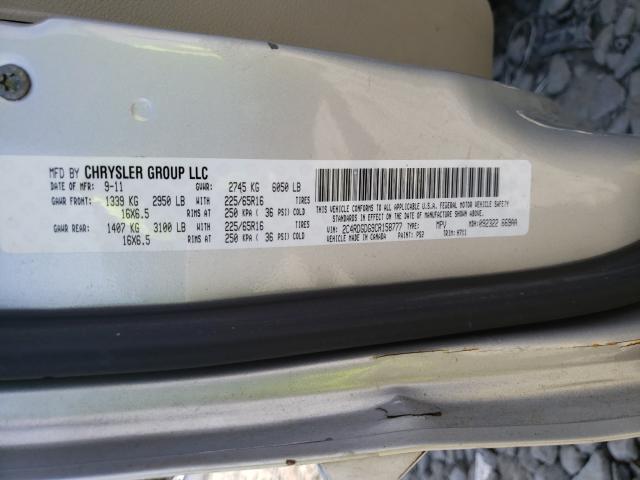 MFD BY CHRYSLER GROUP LLC
DATE OF MFR: 9-11 GVWR: 2745 KG 6050 LB
GAWR FRONT: 1339 KG 2950 LB WITH 225/65R16 TIRES
16X6.5 RIMS AT 250 KPA ( 36 PSI) COLD
GAWR REAR: 1407 KG 3100 LB WITH 225/65R16 TIRES
16X6.5 RIMS AT 250 KPA ( 36 PSI) COLD
THIS VEHICLE CONFORMS TO ALL APPLICABLE U.S.A. FEDERAL MOTOR VEHICLE SAFETY
STANDARDS IN EFFECT ON THE DATE OF MANUFACTURE SHOWN ABOVE.
VIN: 2C4RDGDG9CR158777 TYPE: MPV MDH: 092322 669AA
VEHICLE MADE IN CANADA PAINT: PS2 TRIM: